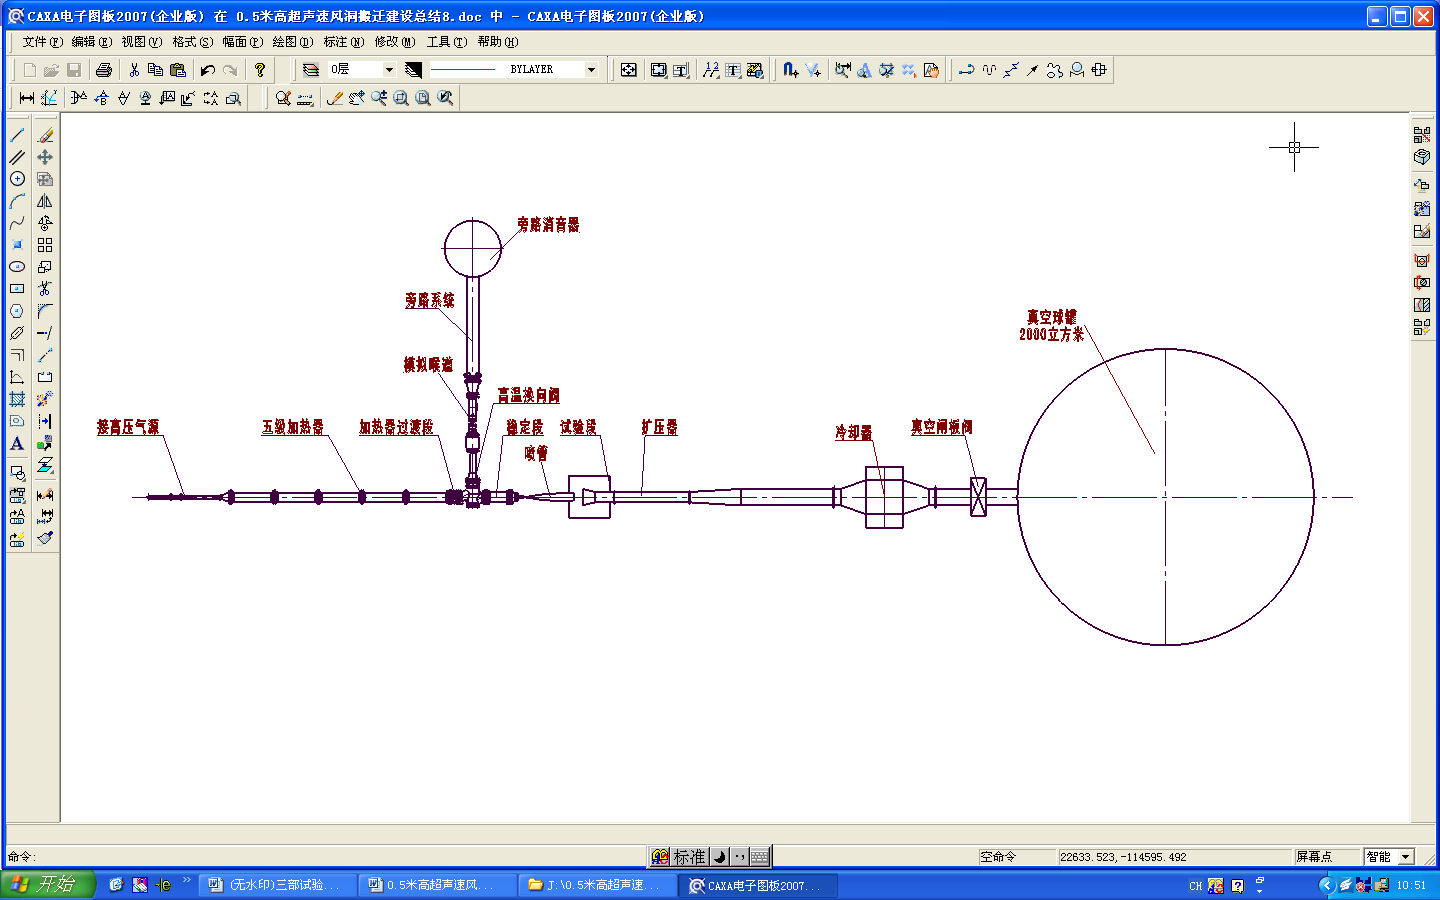 CAXA电子图板2007(企业版) 在 0.5米高超声速风洞搬迁建设总结8.doc 中 - CAXA电子图板2007(企业版)
文件(F) 编辑(E) 视图(V) 格式(S) 幅面(P) 绘图(D) 标注(N) 修改(M) 工具(T) 帮助(H)
0层 BYLAYER
旁路消音器
旁路系统
真空球罐
2000立方米
模拟喉道
高温换向阀
接高压气源 五级加热器 加热器过渡段 稳定段 试验段 扩压器 冷却器 真空闸板阀
喷管
命令: 标准 空命令 22633.523,-114595.492 屏幕点 智能
开始 (无水印)三部试验... 0.5米高超声速风... J:\0.5米高超声速... CAXA电子图板2007... CH 10:51